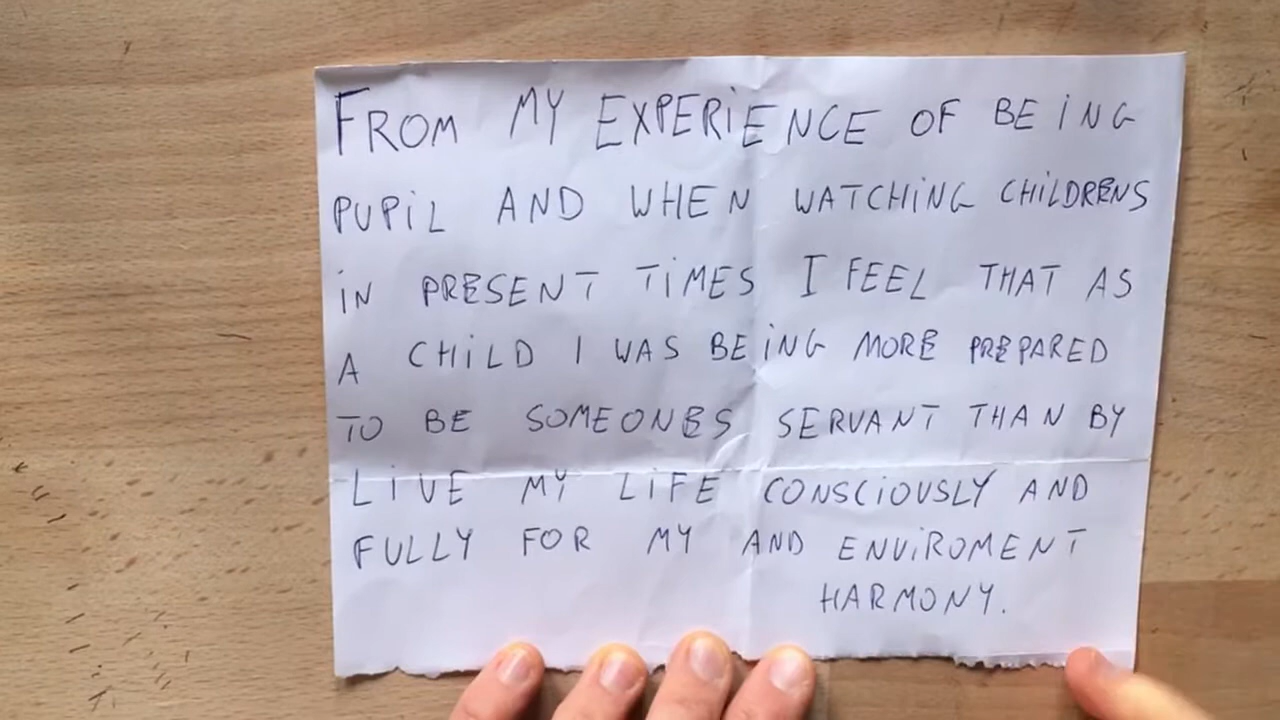 FROM MY EXPERIENCE OF BEING
PUPIL AND WHEN WATCHING CHILDRENS
IN PRESENT TIMES I FEEL THAT AS
A CHILD I WAS BEING MORE PREPARED
TO BE SOMEONES SERVANT THAN BY
LIVE MY LIFE CONSCIOUSLY AND
FULLY FOR MY AND ENVIROMENT
HARMONY.